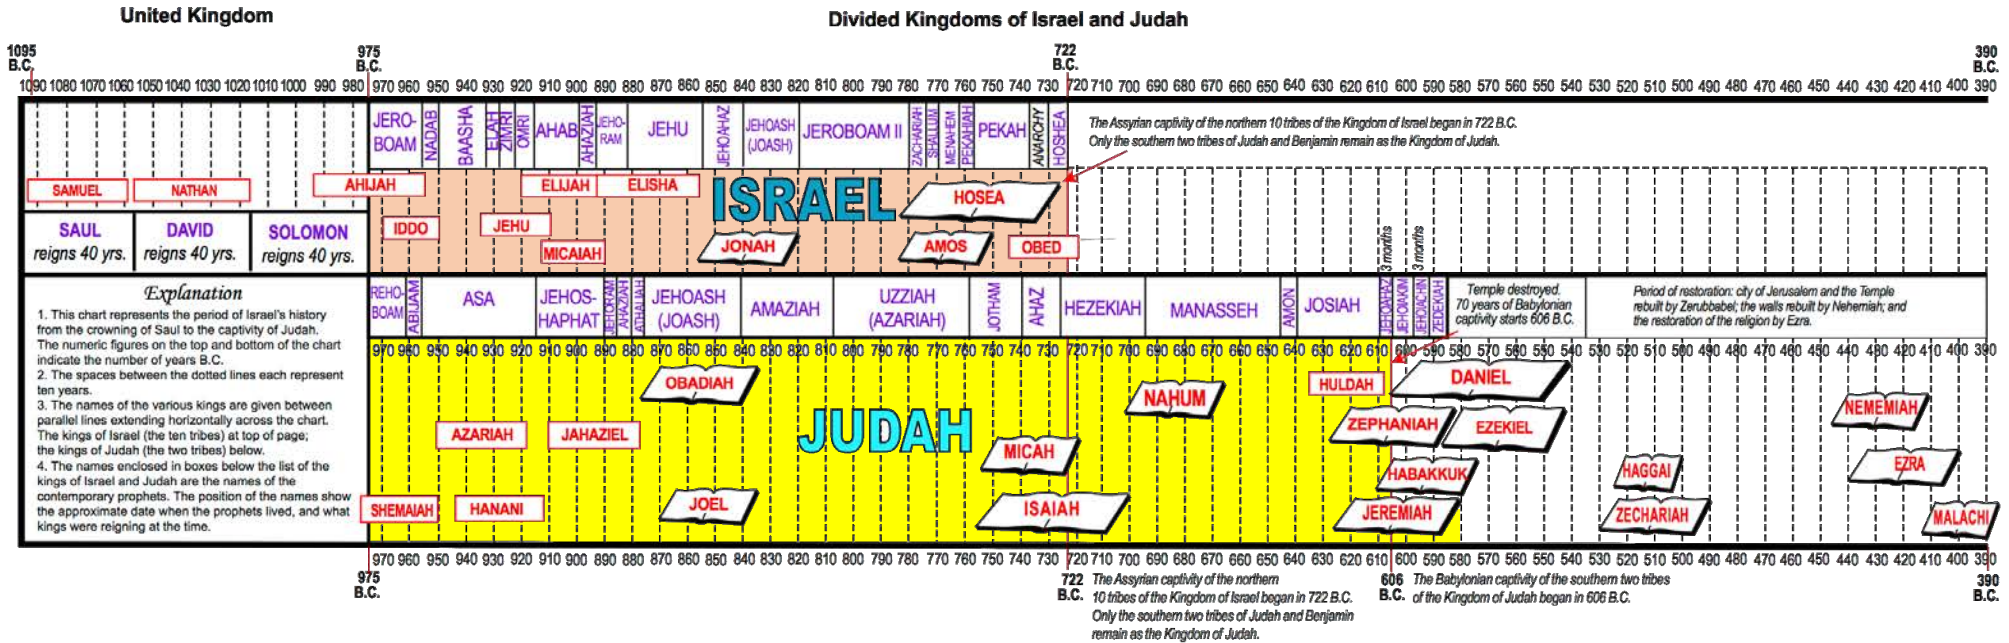 United Kingdom
Divided Kingdoms of Israel and Judah
1095
B.C.
975
B.C.
722
B.C.
390
B.C.
1090 1080 1070 1060 1050 1040 1030 1020 1010 1000 990 980 970 960 950 940 930 920 910 900 890 880 870 860 850 840 830 820 810 800 790 780 770 760 750 740 730 720 710 700 690 680 670 660 650 640 630 620 610 600 590 580 570 560 550 540 530 520 510 500 490 480 470 460 450 440 430 420 410 400 390
JERO-
BOAM
NADAB
BAASHA
ELAH
ZIMRI
OMRI
AHAB
AHAZIAH
JEHO-
RAM
JEHU
JEHOAHAZ
JEHOASH
(JOASH)
JEROBOAM II
ZACHARIAH
SHALLUM
MENAHEM
PEKAHIAH
PEKAH
ANARCHY
HOSHEA
The Assyrian captivity of the northern 10 tribes of the Kingdom of Israel began in 722 B.C.
Only the southern two tribes of Judah and Benjamin remain as the Kingdom of Judah.
SAMUEL
NATHAN
AHIJAH
ELIJAH
ELISHA
ISRAEL
HOSEA
SAUL
reigns 40 yrs.
DAVID
reigns 40 yrs.
SOLOMON
reigns 40 yrs.
IDDO
JEHU
MICAIAH
JONAH
AMOS
OBED
3 months
3 months
REHO-
BOAM
ABIJAM
ASA
JEHOS-
HAPHAT
JEHORAM
AHAZIAH
ATHALIAH
JEHOASH
(JOASH)
AMAZIAH
UZZIAH
(AZARIAH)
JOTHAM
AHAZ
HEZEKIAH
MANASSEH
AMON
JOSIAH
JEHOAHAZ
JEHOIAKIM
JEHOIACHIN
ZEDEKIAH
Temple destroyed.
70 years of Babylonian
captivity starts 606 B.C.
Period of restoration: city of Jerusalem and the Temple
rebuilt by Zerubbabel; the walls rebuilt by Nehemiah; and
the restoration of the religion by Ezra.
Explanation
1. This chart represents the period of Israel's history
from the crowning of Saul to the captivity of Judah.
The numeric figures on the top and bottom of the chart
indicate the number of years B.C.
2. The spaces between the dotted lines each represent
ten years.
3. The names of the various kings are given between
parallel lines extending horizontally across the chart.
The kings of Israel (the ten tribes) at top of page;
the kings of Judah (the two tribes) below.
4. The names enclosed in boxes below the list of the
kings of Israel and Judah are the names of the
contemporary prophets. The position of the names show
the approximate date when the prophets lived, and what
kings were reigning at the time.
970 960 950 940 930 920 910 900 890 880 870 860 850 840 830 820 810 800 790 780 770 760 750 740 730 720 710 700 690 680 670 660 650 640 630 620 610 600 590 580 570 560 550 540 530 520 510 500 490 480 470 460 450 440 430 420 410 400 390
OBADIAH
NAHUM
HULDAH
DANIEL
NEMEMIAH
AZARIAH
JAHAZIEL
JUDAH
MICAH
ZEPHANIAH
EZEKIEL
HABAKKUK
HAGGAI
EZRA
SHEMAIAH
HANANI
JOEL
ISAIAH
JEREMIAH
ZECHARIAH
MALACHI
970 960 950 940 930 920 910 900 890 880 870 860 850 840 830 820 810 800 790 780 770 760 750 740 730 720 710 700 690 680 670 660 650 640 630 620 610 600 590 580 570 560 550 540 530 520 510 500 490 480 470 460 450 440 430 420 410 400 390
975
B.C.
722
B.C.
The Assyrian captivity of the northern
10 tribes of the Kingdom of Israel began in 722 B.C.
Only the southern two tribes of Judah and Benjamin
remain as the Kingdom of Judah.
606
B.C.
The Babylonian captivity of the southern two tribes
of the Kingdom of Judah began in 606 B.C.
390
B.C.